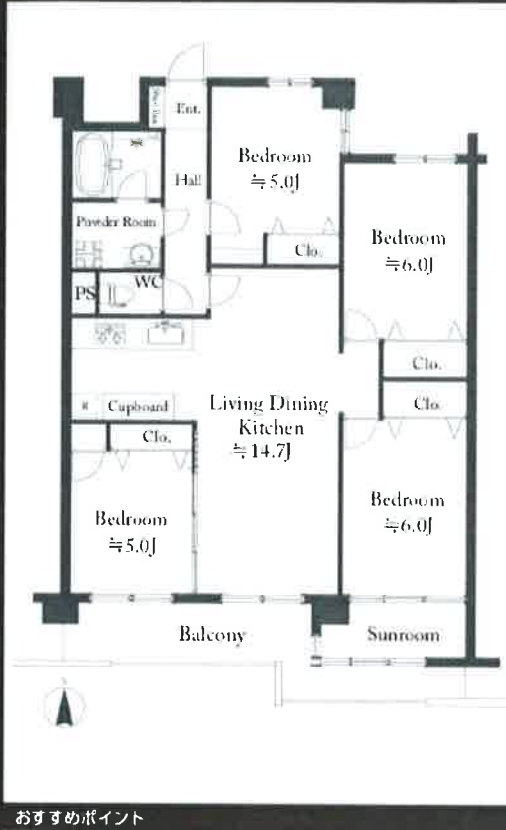 Ent.
Bedroom
≒5.0J
Hall
Powder Room
Clo.
Bedroom
≒6.0J
PS
WC
Clo.
R
Cupboard
Living Dining
Kitchen
≒14.7J
Clo.
Clo.
Bedroom
≒5.0J
Bedroom
≒6.0J
Balcony
Sunroom
おすすめポイント